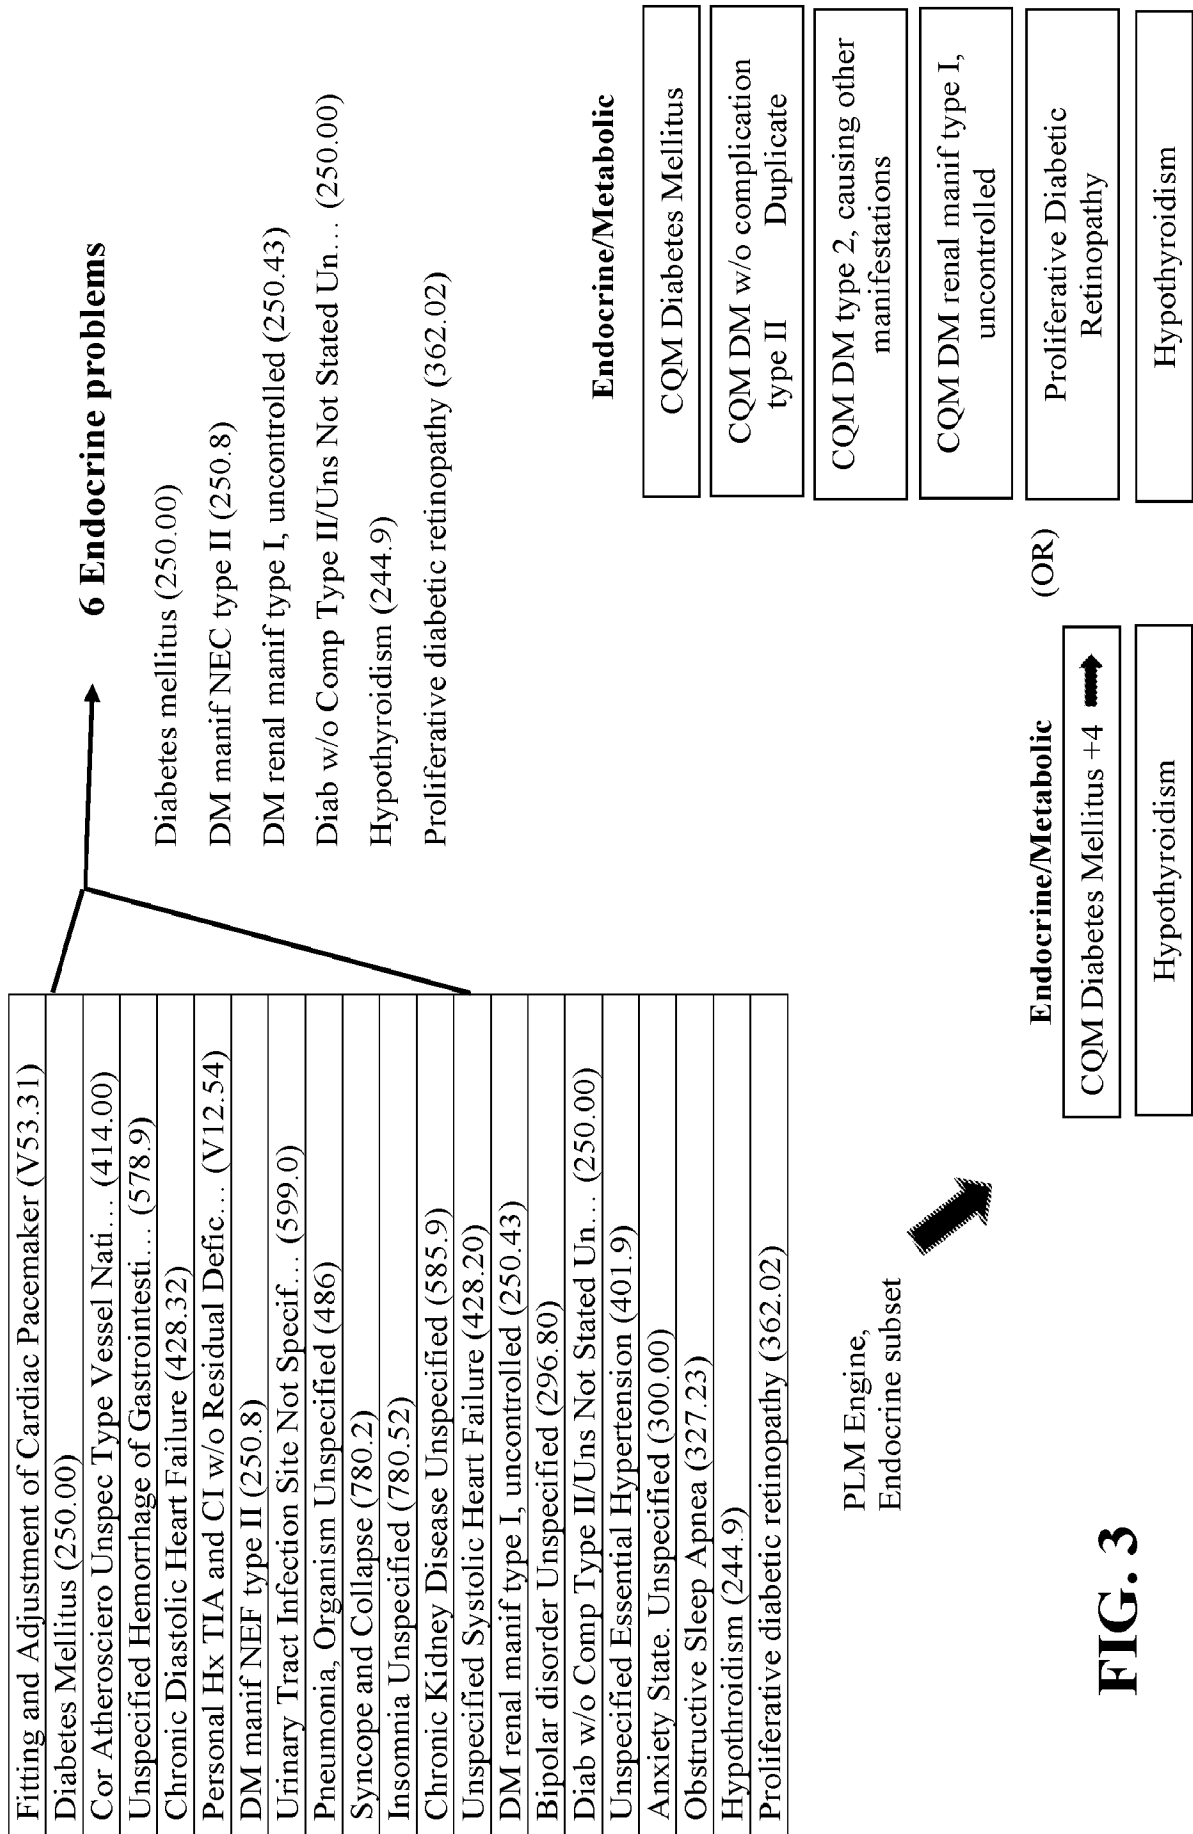 Fitting and Adjustment of Cardiac Pacemaker (V53.31)
Diabetes Mellitus (250.00)
Cor Atherosciero Unspec Type Vessel Nati… (414.00)
Unspecified Hemorrhage of Gastrointesti… (578.9)
Chronic Diastolic Heart Failure (428.32)
Personal Hx TIA and CI w/o Residual Defic… (V12.54)
DM manif NEF type II (250.8)
Urinary Tract Infection Site Not Specif… (599.0)
Pneumonia, Organism Unspecified (486)
Syncope and Collapse (780.2)
Insomnia Unspecified (780.52)
Chronic Kidney Disease Unspecified (585.9)
Unspecified Systolic Heart Failure (428.20)
DM renal manif type I, uncontrolled (250.43)
Bipolar disorder Unspecified (296.80)
Diab w/o Comp Type II/Uns Not Stated Un… (250.00)
Unspecified Essential Hypertension (401.9)
Anxiety State. Unspecified (300.00)
Obstructive Sleep Apnea (327.23)
Hypothroidism (244.9)
Proliferative diabetic retinopathy (362.02)
6 Endocrine problems
Diabetes mellitus (250.00)
DM manif NEC type II (250.8)
DM renal manif type I, uncontrolled (250.43)
Diab w/o Comp Type II/Uns Not Stated Un… (250.00)
Hypothyroidism (244.9)
Proliferative diabetic retinopathy (362.02)
PLM Engine,
Endocrine subset
Endocrine/Metabolic
CQM Diabetes Mellitus +4
Hypothyroidism
(OR)
Endocrine/Metabolic
CQM Diabetes Mellitus
CQM DM w/o complication
type II Duplicate
CQM DM type 2, causing other
manifestations
CQM DM renal manif type I,
uncontrolled
Proliferative Diabetic
Retinopathy
Hypothyroidism
FIG. 3